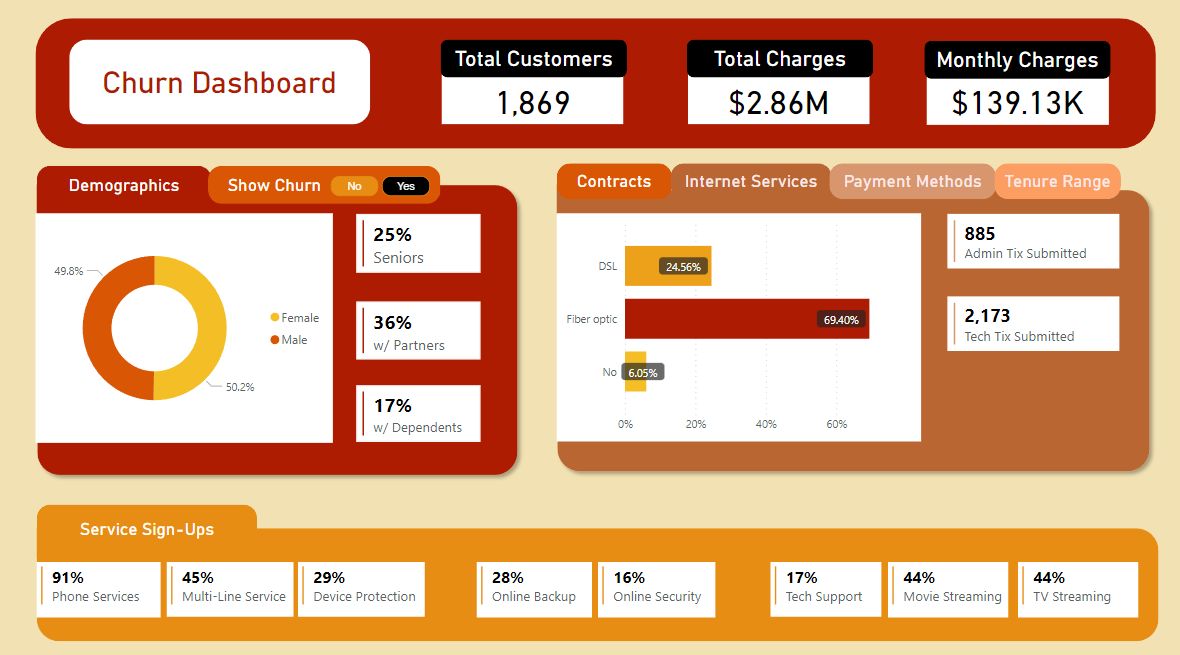 Churn Dashboard
Total Customers
1,869
Total Charges
$2.86M
Monthly Charges
$139.13K
Demographics
Show Churn
No
Yes
49.8%
50.2%
Female
Male
25%
Seniors
36%
w/ Partners
17%
w/ Dependents
Contracts
Internet Services
Payment Methods
Tenure Range
DSL
24.56%
Fiber optic
69.40%
No
6.05%
0%
20%
40%
60%
885
Admin Tix Submitted
2,173
Tech Tix Submitted
Service Sign-Ups
91%
Phone Services
45%
Multi-Line Service
29%
Device Protection
28%
Online Backup
16%
Online Security
17%
Tech Support
44%
Movie Streaming
44%
TV Streaming